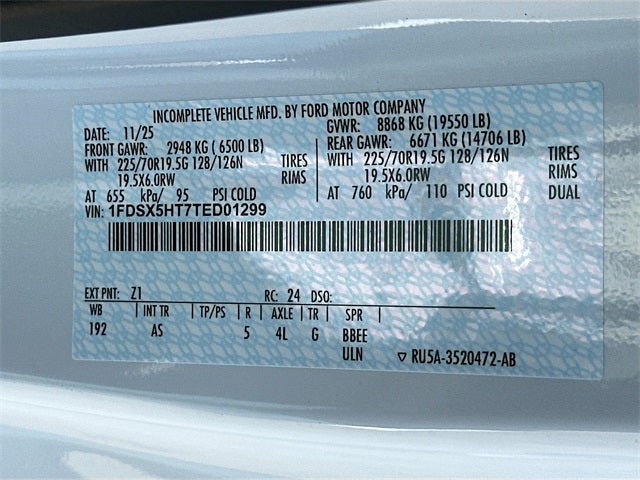 INCOMPLETE VEHICLE MFD. BY FORD MOTOR COMPANY
DATE: 11/25 GVWR: 8868 KG (19550 LB)
FRONT GAWR: 2948 KG ( 6500 LB) REAR GAWR: 6671 KG (14706 LB)
WITH 225/70R19.5G 128/126N TIRES WITH 225/70R19.5G 128/126N TIRES
19.5X6.0RW RIMS 19.5X6.0RW RIMS
AT 655 kPa/ 95 PSI COLD AT 760 kPa/ 110 PSI COLD DUAL
VIN: 1FDSX5HT7TED01299
EXT PNT: Z1 RC: 24 DSO:
WB INT TR TP/PS R AXLE TR SPR
192 AS 5 4L G BBEE
ULN ▽ RU5A-3520472-AB